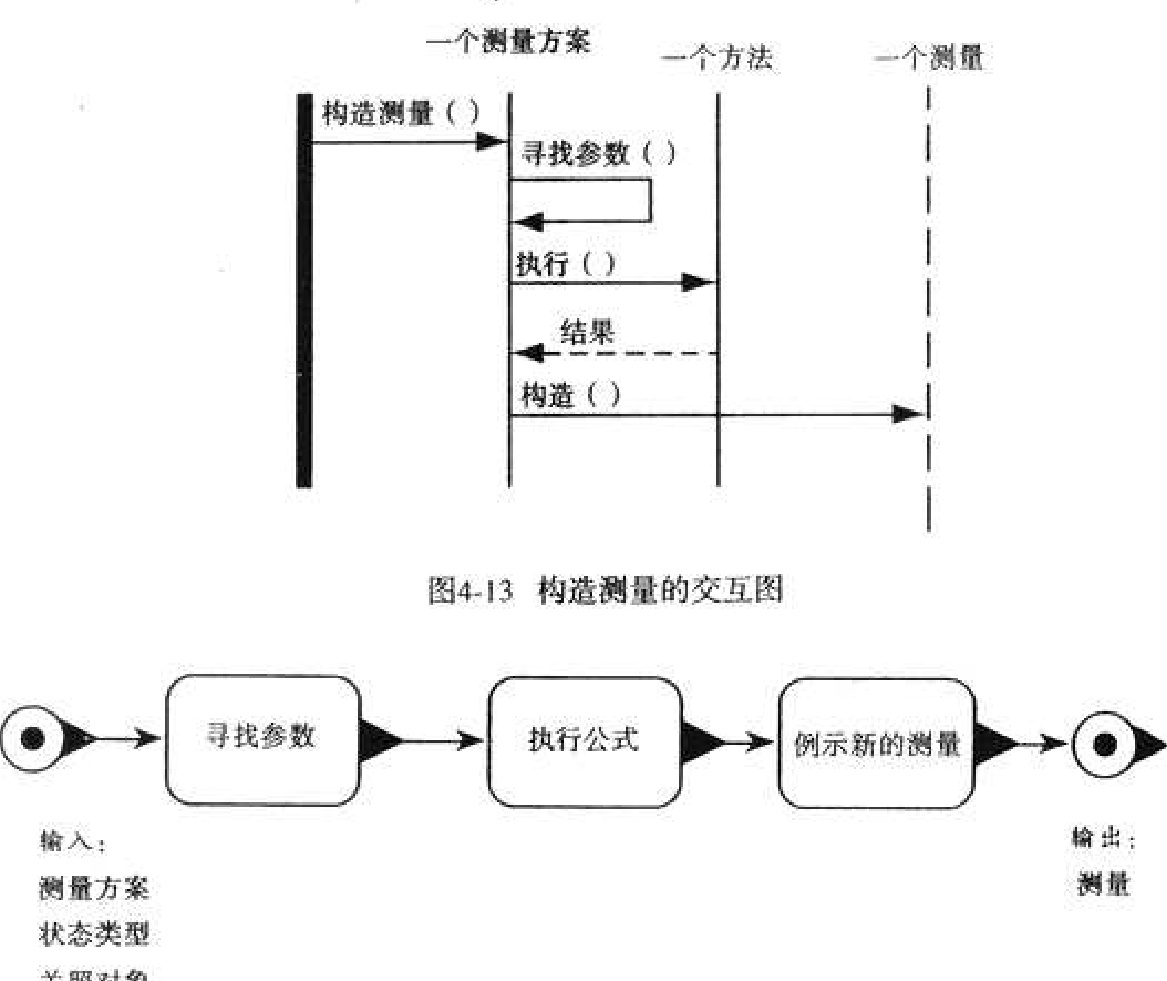 一个测量方案
一个方法
一个测量
构造测量（ ）
寻找参数（ ）
执行（ ）
结果
构造（ ）
图4-13 构造测量的交互图
寻找参数
执行公式
例示新的测量
输入：
测量方案
状态类型
输出：
测量